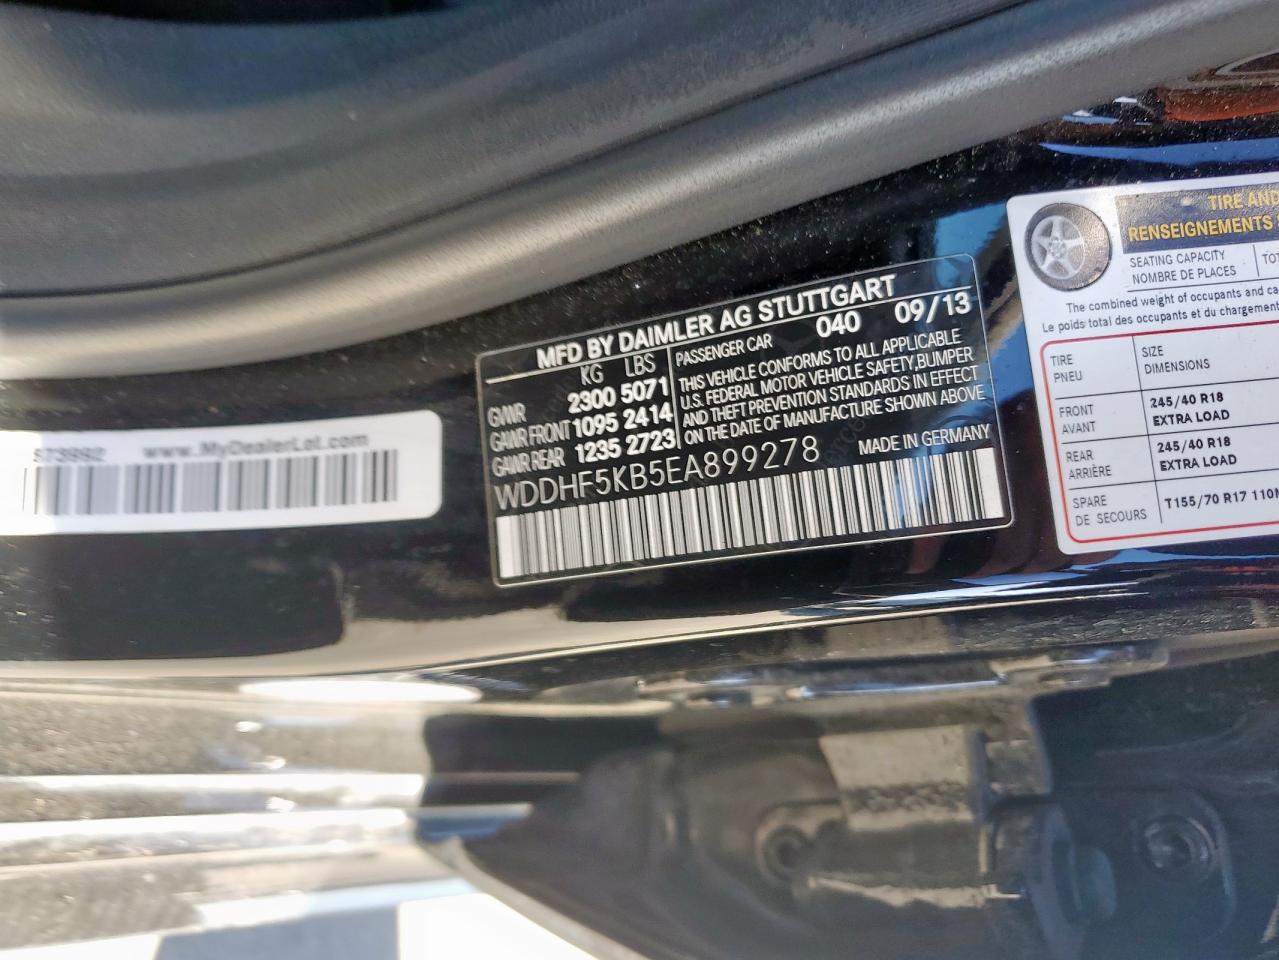 573992 www.MyDealerLot.com
MFD BY DAIMLER AG STUTTGART
KG LBS
GVWR 2300 5071
GAWR FRONT 1095 2414
GAWR REAR 1235 2723
PASSENGER CAR 040 09/13
THIS VEHICLE CONFORMS TO ALL APPLICABLE
U.S. FEDERAL MOTOR VEHICLE SAFETY, BUMPER
AND THEFT PREVENTION STANDARDS IN EFFECT
ON THE DATE OF MANUFACTURE SHOWN ABOVE
WDDHF5KB5EA899278 MADE IN GERMANY
TIRE AND
RENSEIGNEMENTS
SEATING CAPACITY
NOMBRE DE PLACES
The combined weight of occupants and
Le poids total des occupants et du chargement
TIRE SIZE
PNEU DIMENSIONS
FRONT 245/40 R18
AVANT EXTRA LOAD
REAR 245/40 R18
ARRIÈRE EXTRA LOAD
SPARE T155/70 R17
DE SECOURS